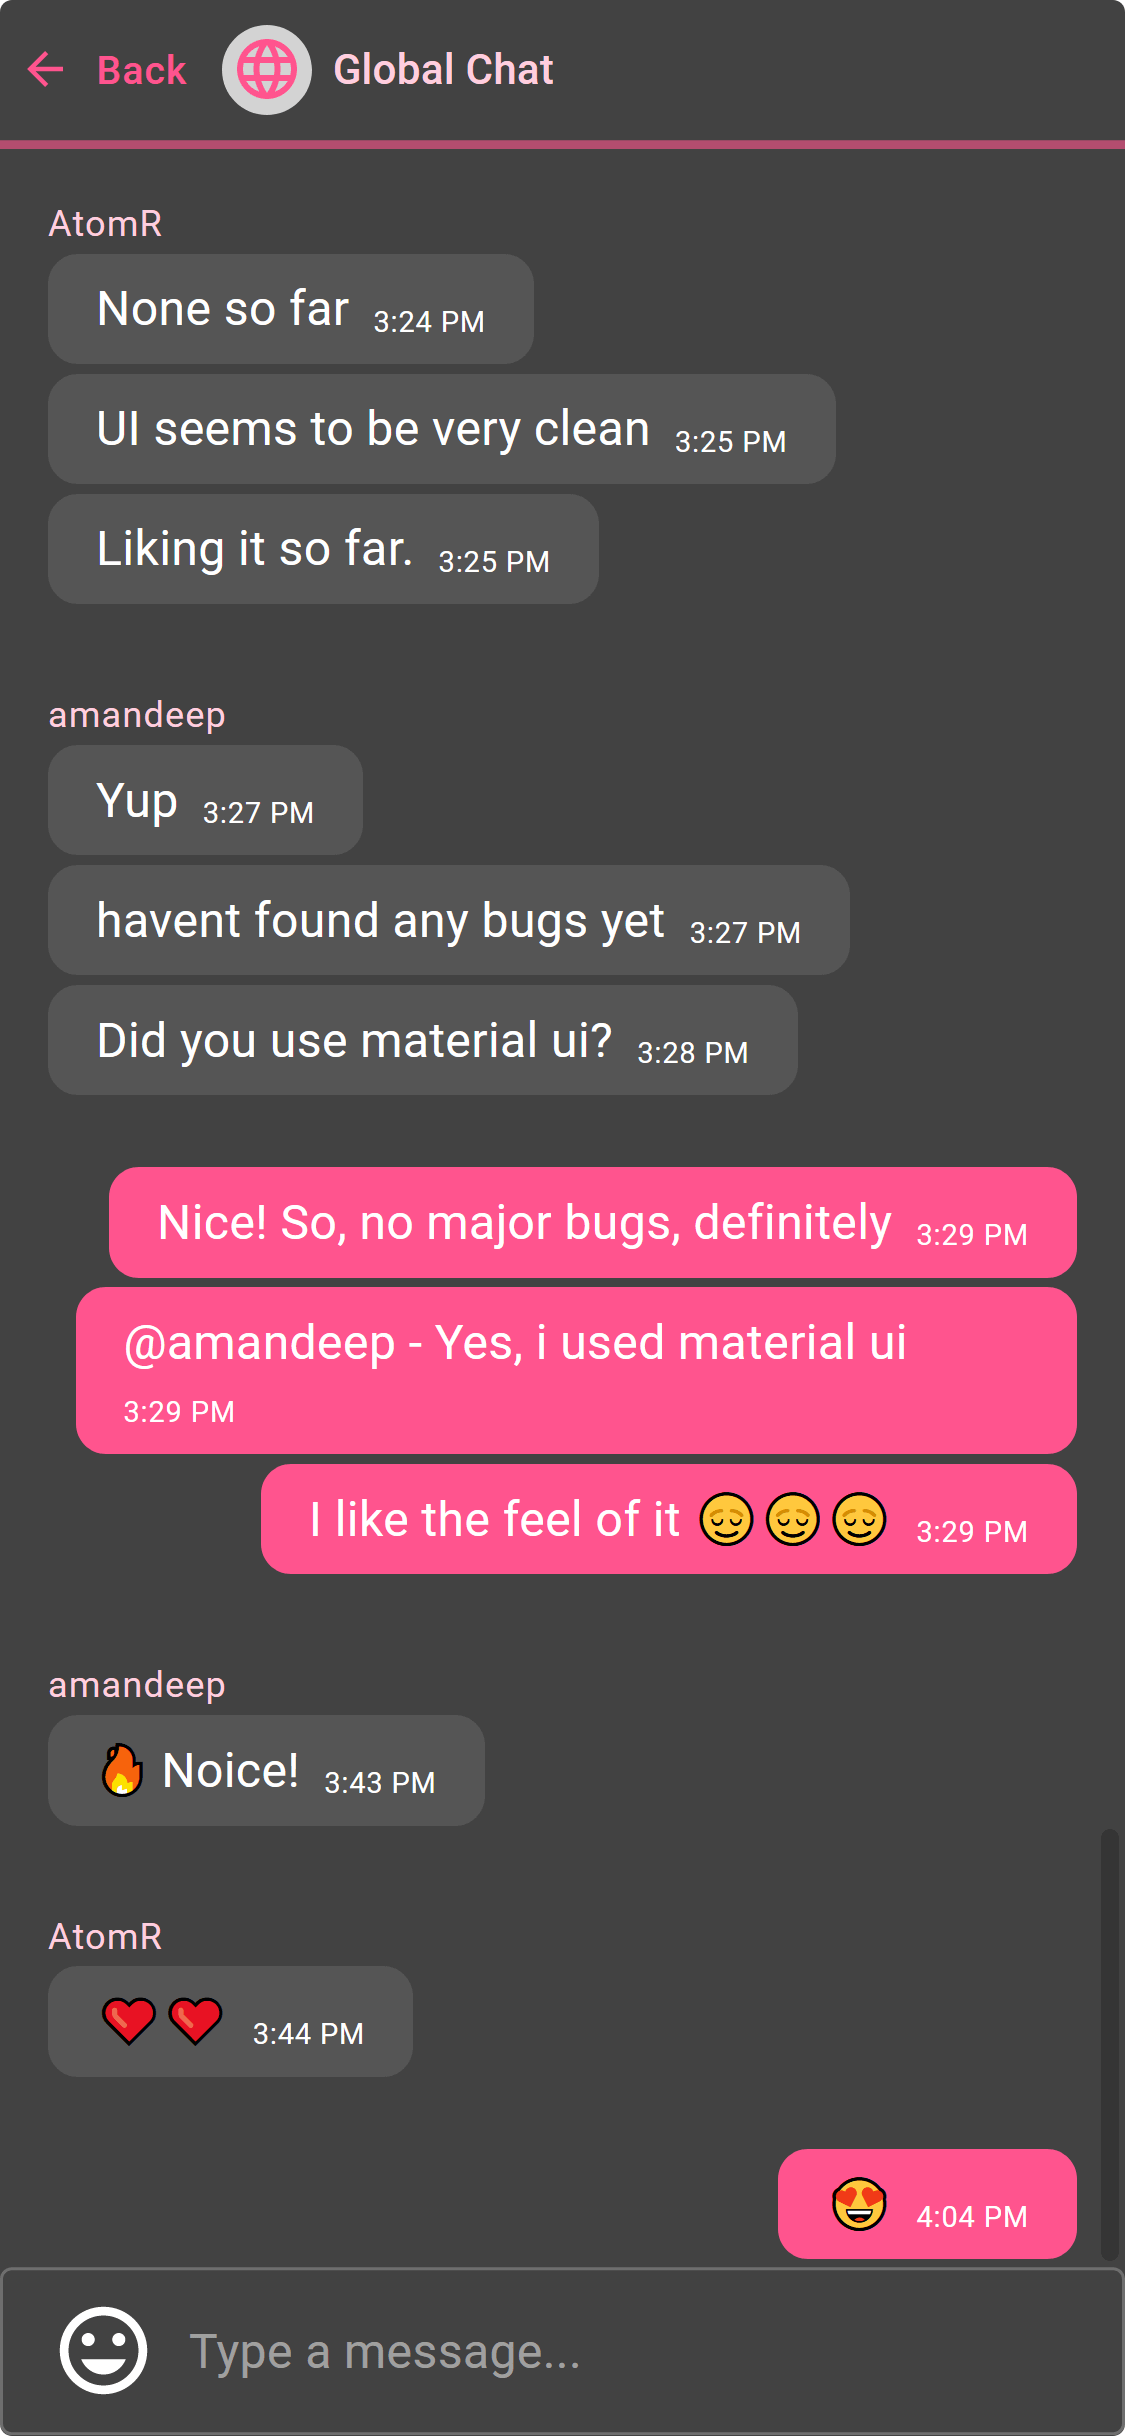 Back Global Chat
AtomR
None so far 3:24 PM
UI seems to be very clean 3:25 PM
Liking it so far. 3:25 PM
amandeep
Yup 3:27 PM
havent found any bugs yet 3:27 PM
Did you use material ui? 3:28 PM
Nice! So, no major bugs, definitely 3:29 PM
@amandeep - Yes, i used material ui
3:29 PM
I like the feel of it 😌😌😌 3:29 PM
amandeep
🔥 Noice! 3:43 PM
AtomR
❤️❤️ 3:44 PM
😍 4:04 PM
Type a message...